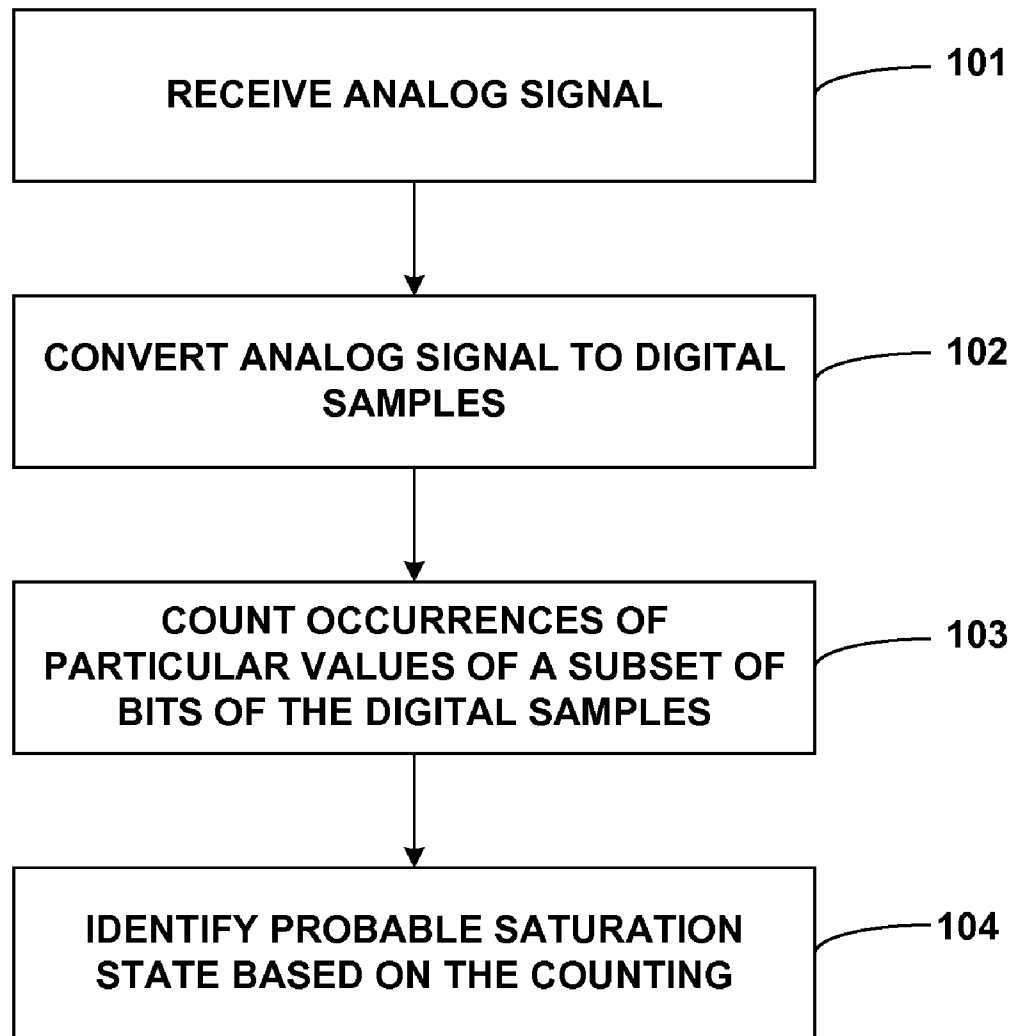 RECEIVE ANALOG SIGNAL
101
CONVERT ANALOG SIGNAL TO DIGITAL
SAMPLES
102
COUNT OCCURRENCES OF
PARTICULAR VALUES OF A SUBSET OF
BITS OF THE DIGITAL SAMPLES
103
IDENTIFY PROBABLE SATURATION
STATE BASED ON THE COUNTING
104